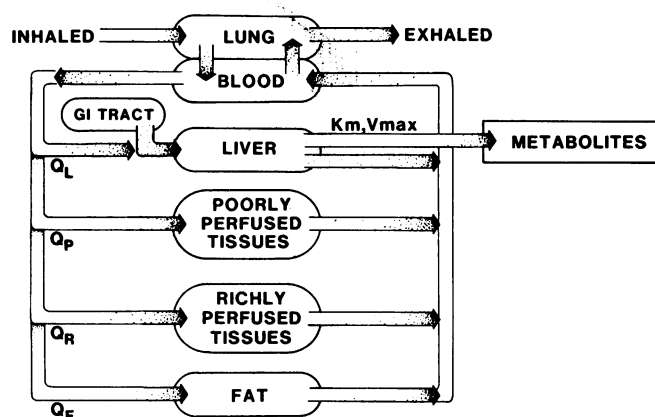 INHALED
LUNG
EXHALED
BLOOD
GI TRACT
Km,Vmax
LIVER
METABOLITES
QL
POORLY
PERFUSED
TISSUES
QP
RICHLY
PERFUSED
TISSUES
QR
FAT
QF